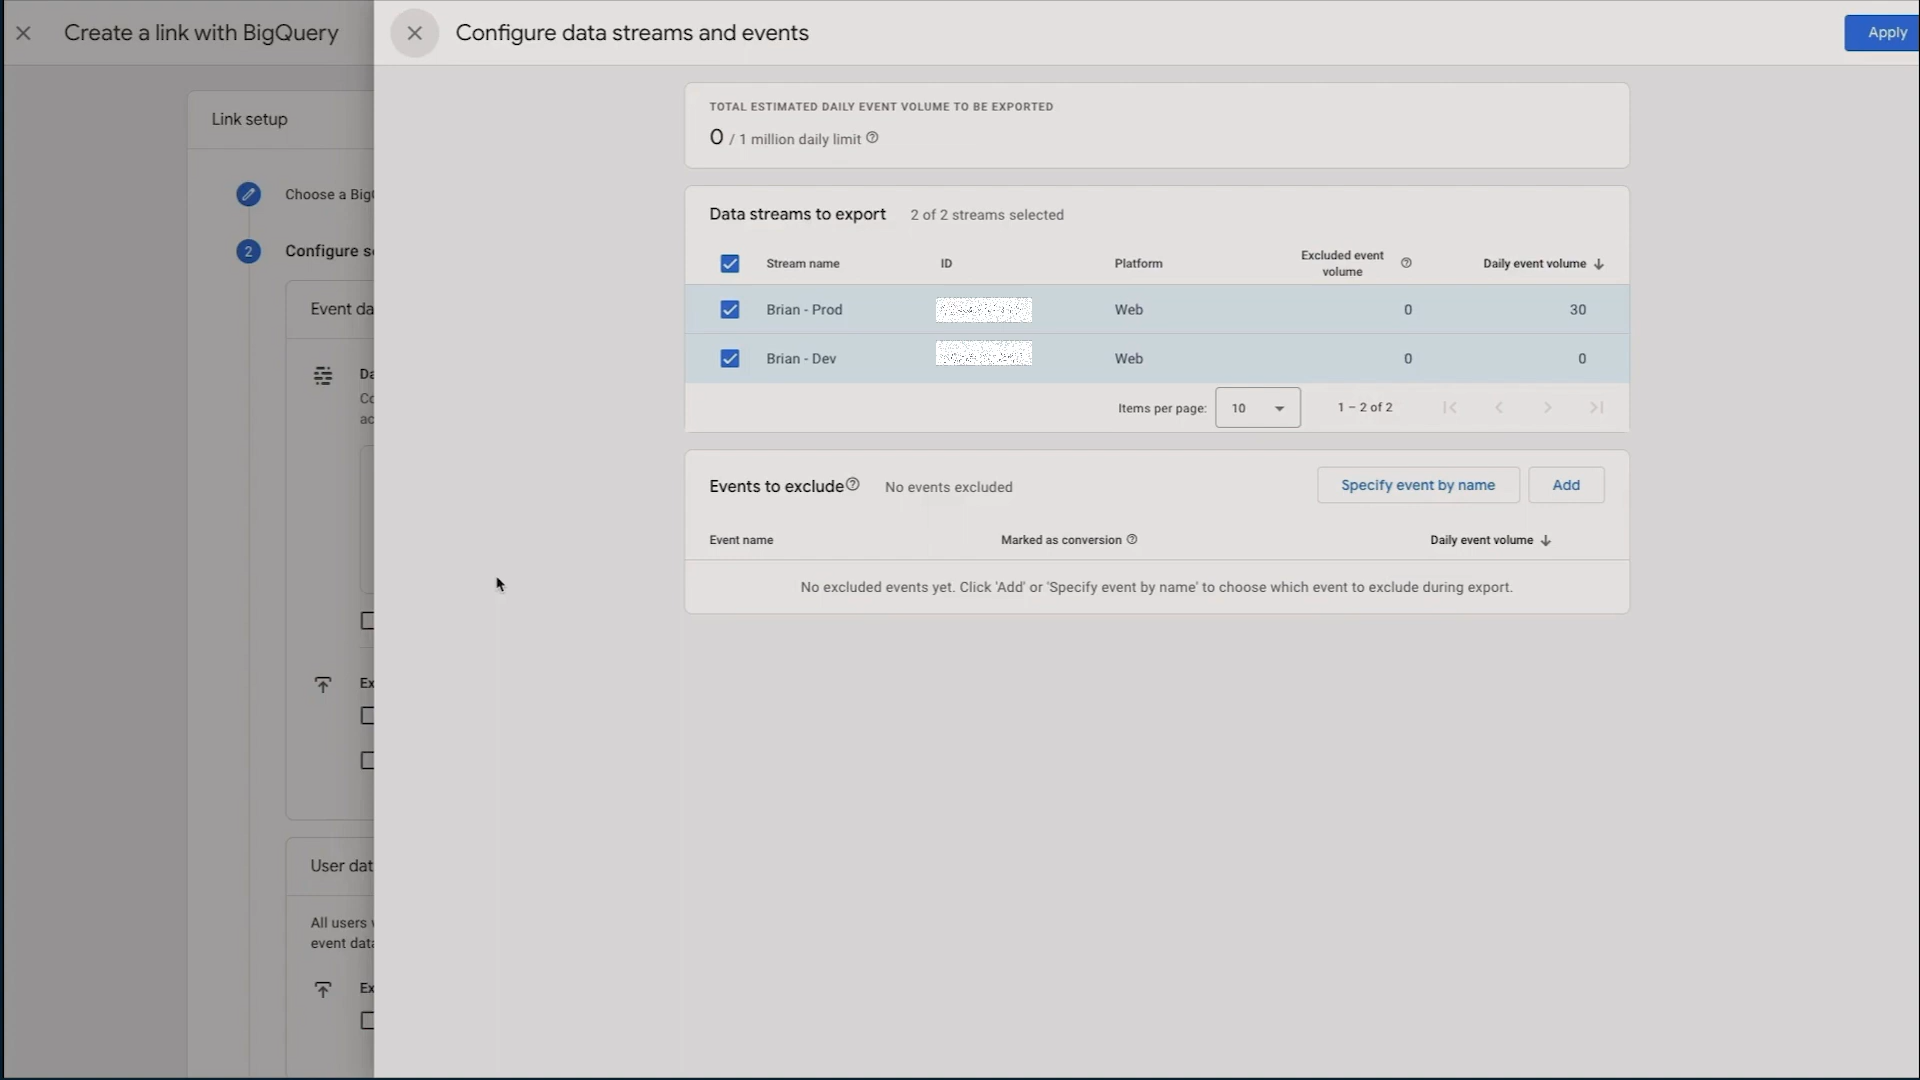 Create a link with BigQuery
Configure data streams and events
Apply
Link setup
TOTAL ESTIMATED DAILY EVENT VOLUME TO BE EXPORTED
0 / 1 million daily limit
Choose a Big
2
Configure se
Data streams to export
2 of 2 streams selected
Stream name
ID
Platform
Excluded event
volume
Daily event volume
Event da
Brian - Prod
Web
0
30
Brian - Dev
Web
0
0
Da
Co
ac
Items per page:
10
1 – 2 of 2
Events to exclude
No events excluded
Specify event by name
Add
Event name
Marked as conversion
Daily event volume
No excluded events yet. Click 'Add' or 'Specify event by name' to choose which event to exclude during export.
Ex
User dat
All users
event data
Ex